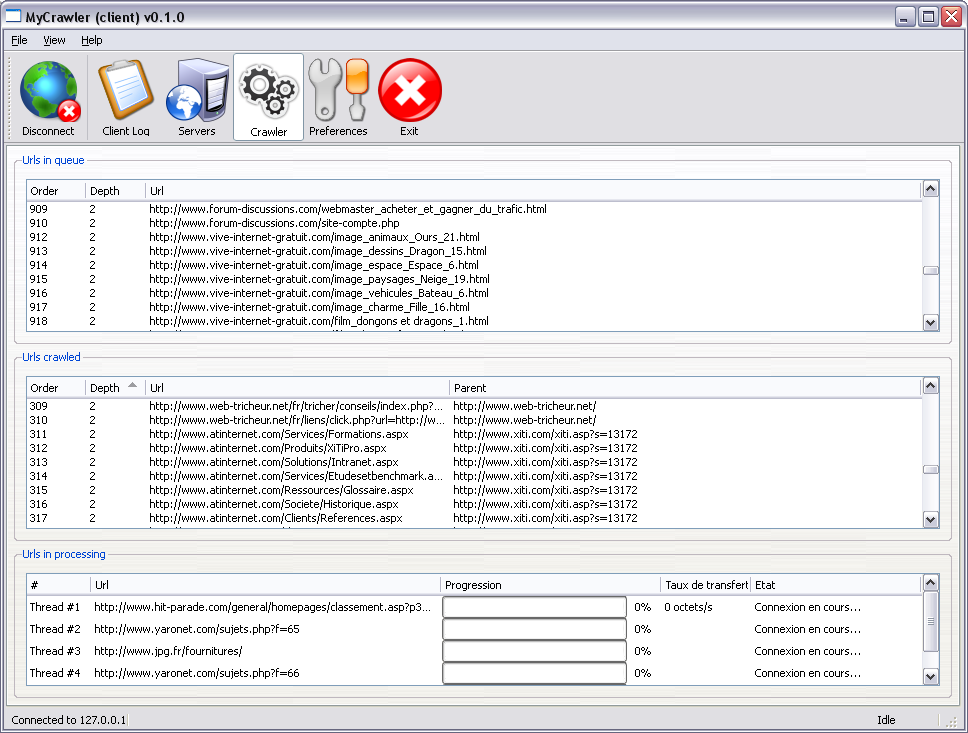 MyCrawler (client) v0.1.0
File View Help
Disconnect Client Log Servers Crawler Preferences Exit
Urls in queue
Order Depth Url
909 2 http://www.forum-discussions.com/webmaster_acheter_et_gagner_du_trafic.html
910 2 http://www.forum-discussions.com/site-compte.php
912 2 http://www.vive-internet-gratuit.com/image_animaux_Ours_21.html
913 2 http://www.vive-internet-gratuit.com/image_dessins_Dragon_15.html
914 2 http://www.vive-internet-gratuit.com/image_espace_Espace_6.html
915 2 http://www.vive-internet-gratuit.com/image_paysages_Neige_19.html
916 2 http://www.vive-internet-gratuit.com/image_vehicules_Bateau_6.html
917 2 http://www.vive-internet-gratuit.com/image_charme_Fille_16.html
918 2 http://www.vive-internet-gratuit.com/film_dongons et dragons_1.html
Urls crawled
Order Depth Url Parent
309 2 http://www.web-tricheur.net/fr/tricher/conseils/index.php?... http://www.web-tricheur.net/
310 2 http://www.web-tricheur.net/fr/liens/click.php?url=http://w... http://www.web-tricheur.net/
311 2 http://www.atinternet.com/Services/Formations.aspx http://www.xiti.com/xiti.asp?s=13172
312 2 http://www.atinternet.com/Produits/XiTiPro.aspx http://www.xiti.com/xiti.asp?s=13172
313 2 http://www.atinternet.com/Solutions/Intranet.aspx http://www.xiti.com/xiti.asp?s=13172
314 2 http://www.atinternet.com/Services/Etudesetbenchmark.a... http://www.xiti.com/xiti.asp?s=13172
315 2 http://www.atinternet.com/Ressources/Glossaire.aspx http://www.xiti.com/xiti.asp?s=13172
316 2 http://www.atinternet.com/Societe/Historique.aspx http://www.xiti.com/xiti.asp?s=13172
317 2 http://www.atinternet.com/Clients/References.aspx http://www.xiti.com/xiti.asp?s=13172
Urls in processing
# Url Progression Taux de transfert Etat
Thread #1 http://www.hit-parade.com/general/homepages/classement.asp?p3... 0% 0 octets/s Connexion en cours...
Thread #2 http://www.yaronet.com/sujets.php?f=65 0% Connexion en cours...
Thread #3 http://www.jpg.fr/fournitures/ 0% Connexion en cours...
Thread #4 http://www.yaronet.com/sujets.php?f=66 0% Connexion en cours...
Connected to 127.0.0.1 Idle